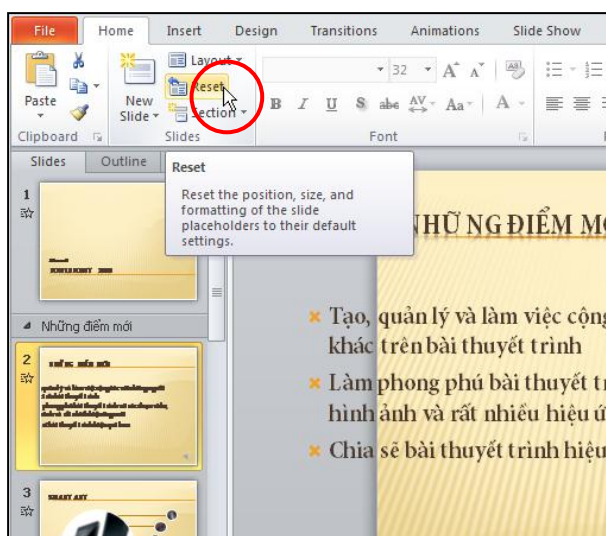 File Home Insert Design Transitions Animations Slide Show
Layout
32 A A
Reset
Paste New Slide Section B I U S abc AV Aa A
Clipboard Slides Font
Slides Outline
Reset
Reset the position, size, and
formatting of the slide
placeholders to their default
settings.
1
NHỮNG ĐIỂM M
Những điểm mới
Tạo, quản lý và làm việc cộng
khác trên bài thuyết trình
2
Làm phong phú bài thuyết tr
hình ảnh và rất nhiều hiệu ứ
Chia sẽ bài thuyết trình hiệu
3
SMART ART